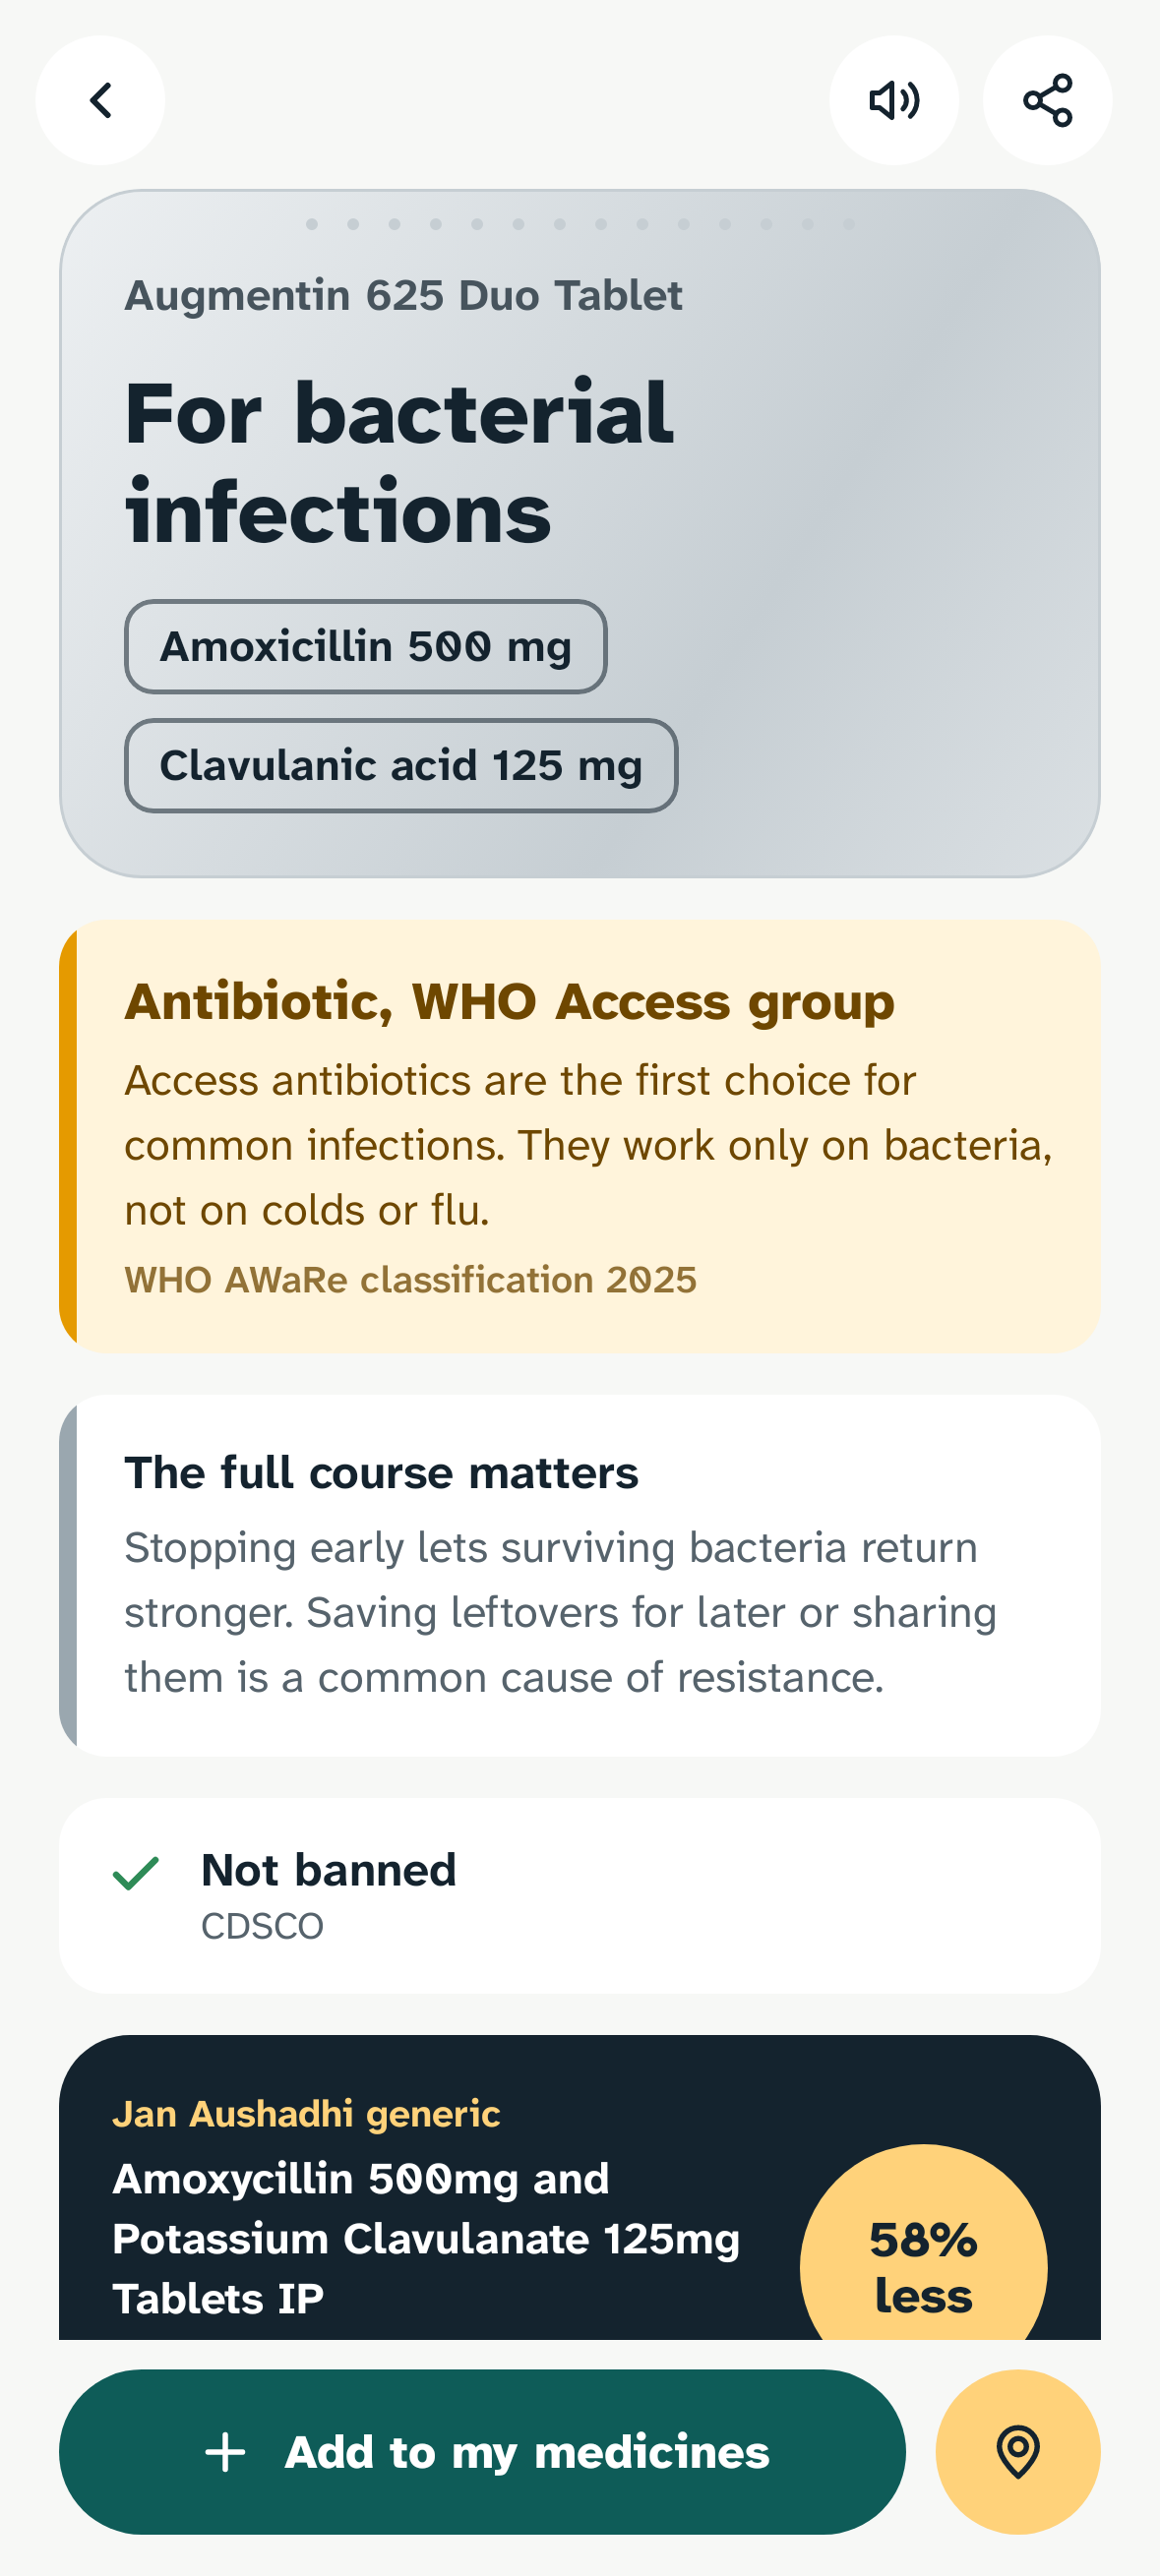 Augmentin 625 Duo Tablet
For bacterial
infections
Amoxicillin 500 mg
Clavulanic acid 125 mg
Antibiotic, WHO Access group
Access antibiotics are the first choice for
common infections. They work only on bacteria,
not on colds or flu.
WHO AWaRe classification 2025
The full course matters
Stopping early lets surviving bacteria return
stronger. Saving leftovers for later or sharing
them is a common cause of resistance.
Not banned
CDSCO
Jan Aushadhi generic
Amoxycillin 500mg and
Potassium Clavulanate 125mg
Tablets IP
58%
less
Add to my medicines